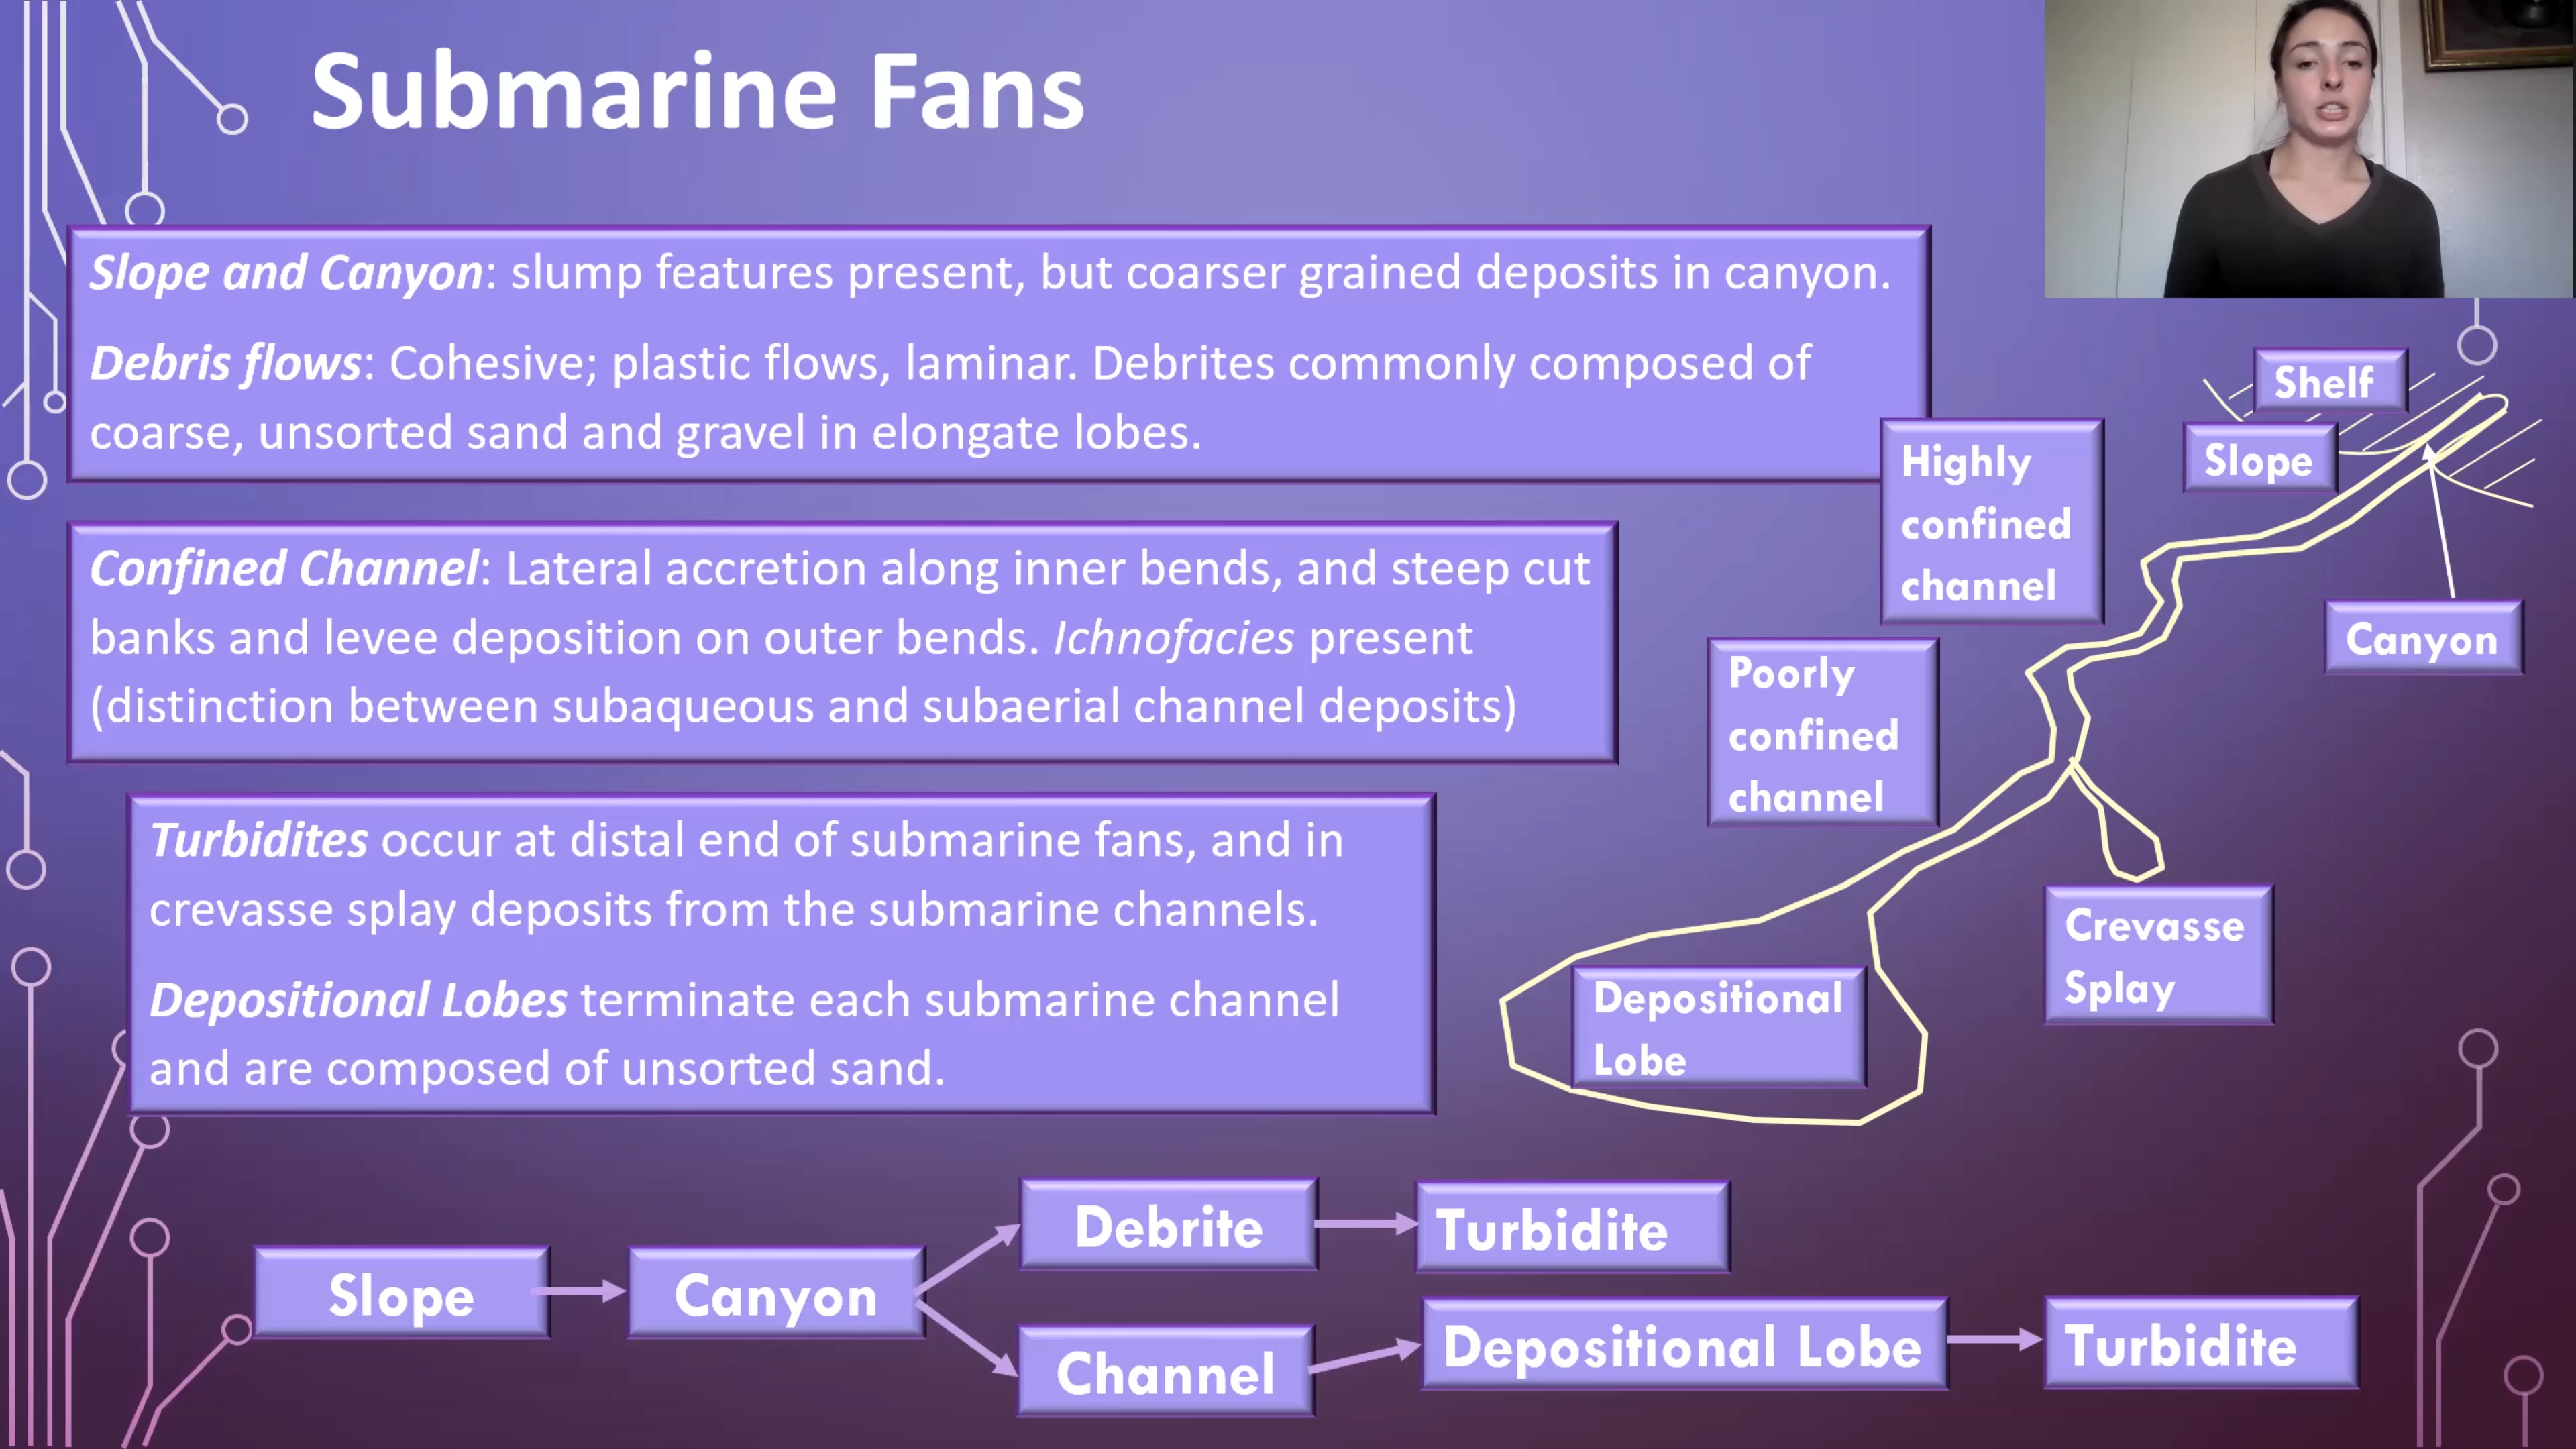 Submarine Fans
Slope and Canyon: slump features present, but coarser grained deposits in canyon.
Debris flows: Cohesive; plastic flows, laminar. Debrites commonly composed of
coarse, unsorted sand and gravel in elongate lobes.
Confined Channel: Lateral accretion along inner bends, and steep cut
banks and levee deposition on outer bends. Ichnofacies present
(distinction between subaqueous and subaerial channel deposits)
Turbidites occur at distal end of submarine fans, and in
crevasse splay deposits from the submarine channels.
Depositional Lobes terminate each submarine channel
and are composed of unsorted sand.
Shelf
Slope
Highly
confined
channel
Canyon
Poorly
confined
channel
Crevasse
Splay
Depositional
Lobe
Slope
Canyon
Debrite
Turbidite
Channel
Depositional Lobe
Turbidite